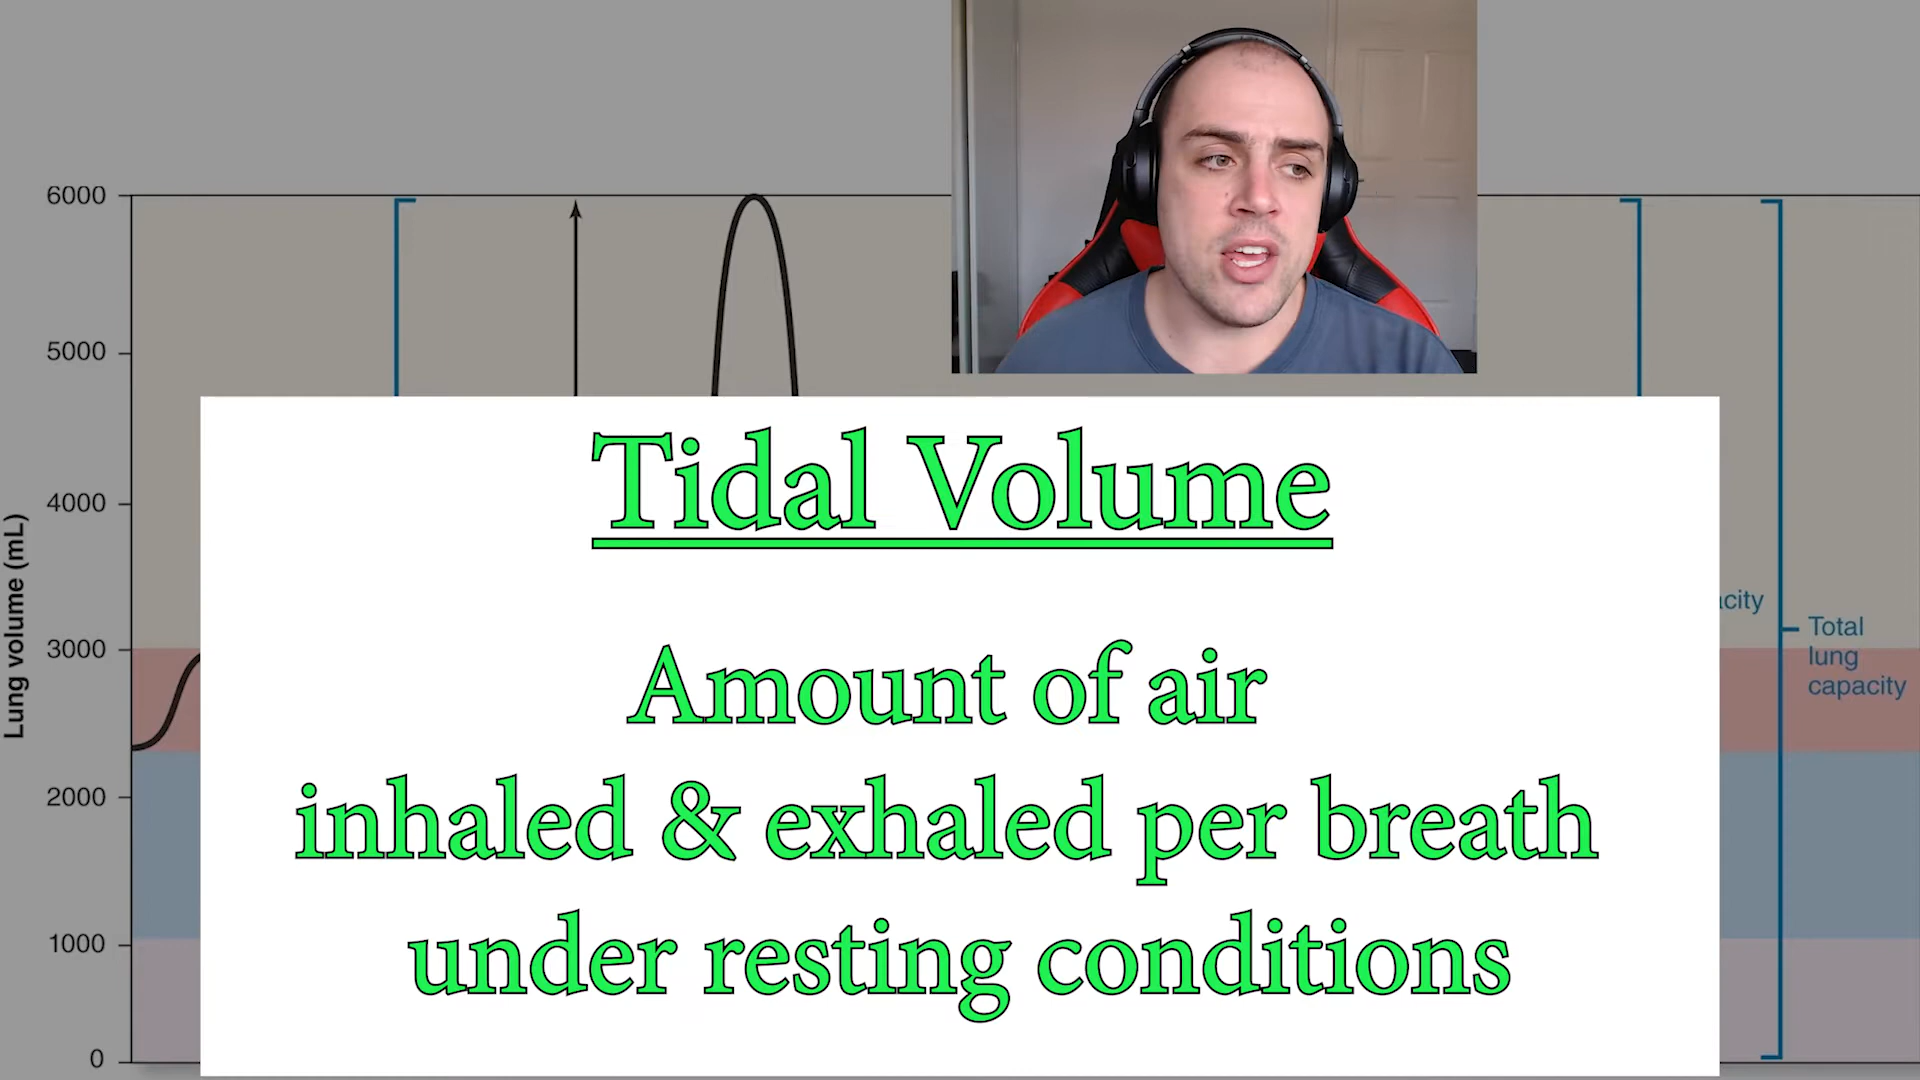 6000
5000
4000
3000
2000
1000
0
Lung volume (mL)
Tidal Volume
Amount of air
inhaled & exhaled per breath
under resting conditions
Total
lung
capacity